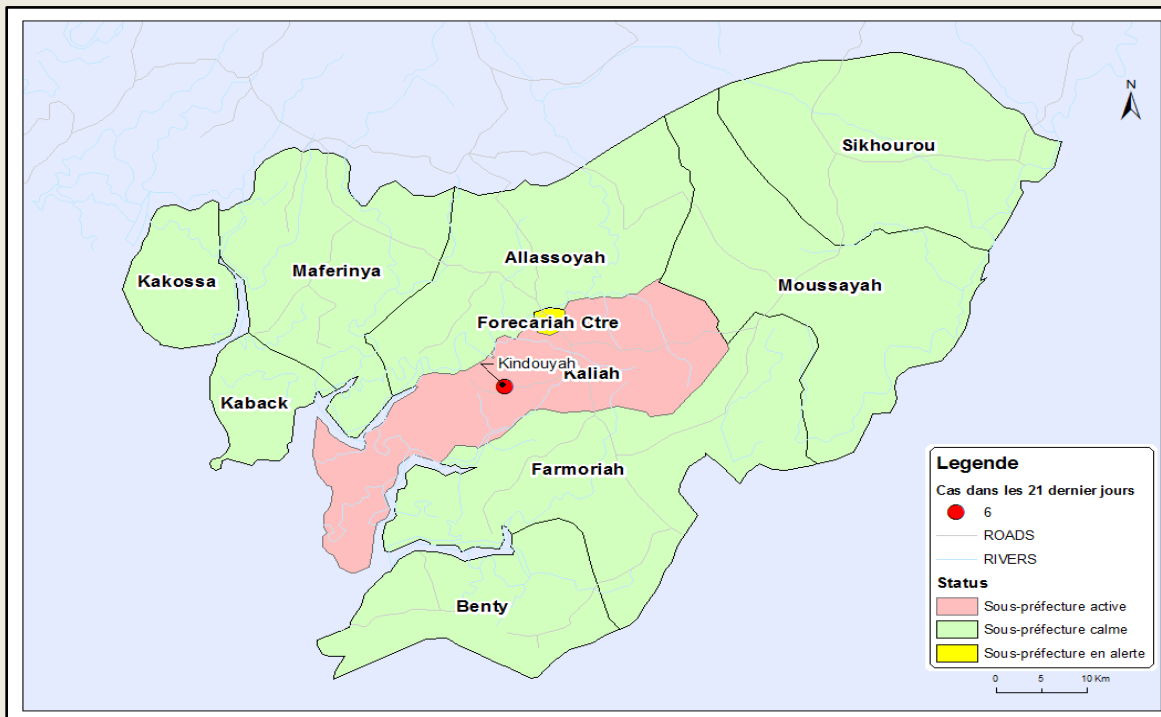 N
Sikhourou
Allassoyah
Maferinya
Kakossa
Moussayah
Forecariah Ctre
Kindouyah
Kaliah
Kaback
Farmoriah
Benty
Legende
Cas dans les 21 dernier jours
6
ROADS
RIVERS
Status
Sous-préfecture active
Sous-préfecture calme
Sous-préfecture en alerte
0 5 10 Km